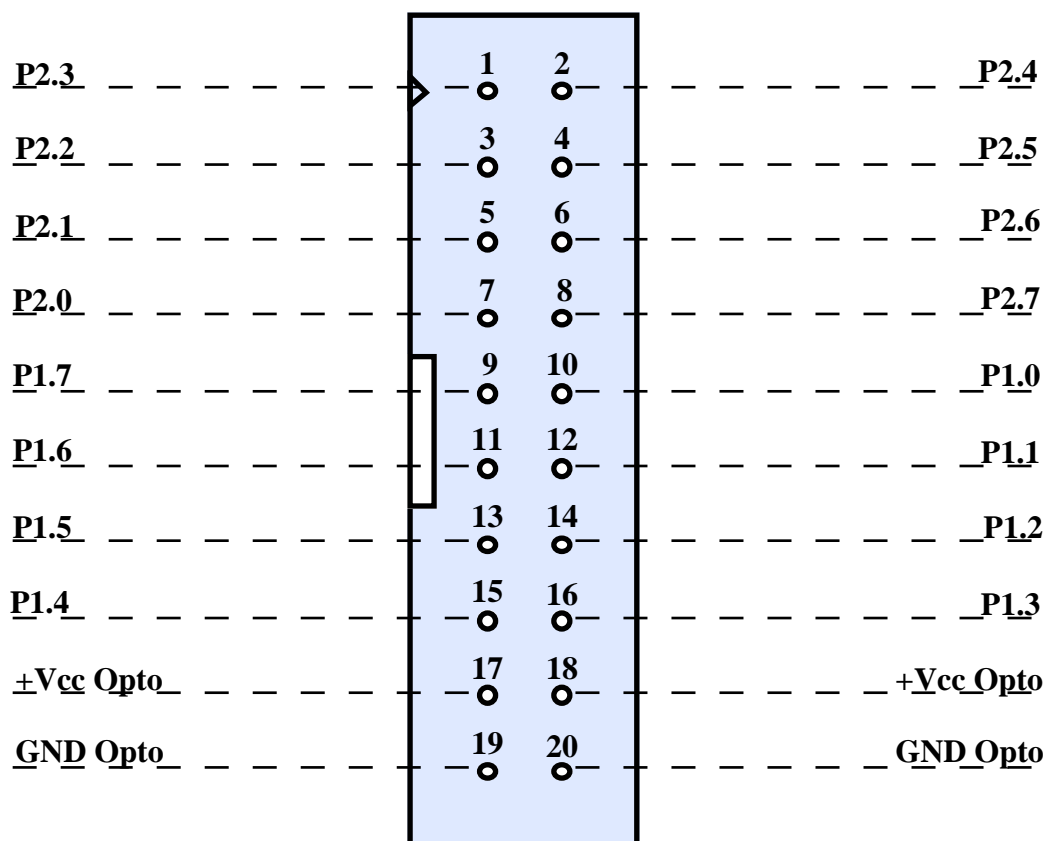 P2.3 1 2 P2.4
P2.2 3 4 P2.5
P2.1 5 6 P2.6
P2.0 7 8 P2.7
P1.7 9 10 P1.0
P1.6 11 12 P1.1
P1.5 13 14 P1.2
P1.4 15 16 P1.3
+Vcc Opto 17 18 +Vcc Opto
GND Opto 19 20 GND Opto